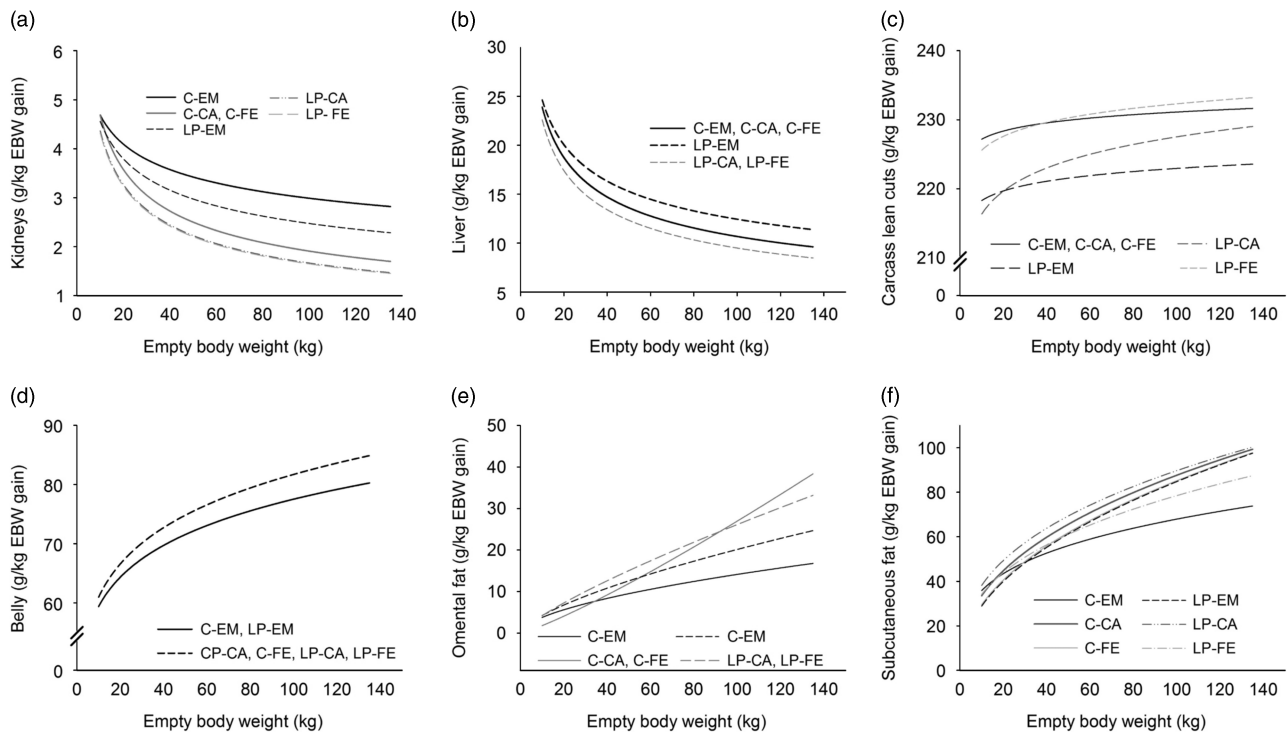 (a)
Kidneys (g/kg EBW gain)
6
5
4
3
2
1
C-EM
LP-CA
C-CA, C-FE
LP- FE
LP-EM
0 20 40 60 80 100 120 140
Empty body weight (kg)
(b)
Liver (g/kg EBW gain)
30
25
20
15
10
5
C-EM, C-CA, C-FE
LP-EM
LP-CA, LP-FE
0 20 40 60 80 100 120 140
Empty body weight (kg)
(c)
Carcass lean cuts (g/kg EBW gain)
240
230
220
210
0
C-EM, C-CA, C-FE
LP-CA
LP-EM
LP-FE
0 20 40 60 80 100 120 140
Empty body weight (kg)
(d)
Belly (g/kg EBW gain)
90
80
70
60
0
C-EM, LP-EM
CP-CA, C-FE, LP-CA, LP-FE
0 20 40 60 80 100 120 140
Empty body weight (kg)
(e)
Omental fat (g/kg EBW gain)
50
40
30
20
10
0
C-EM
C-EM
C-CA, C-FE
LP-CA, LP-FE
0 20 40 60 80 100 120 140
Empty body weight (kg)
(f)
Subcutaneous fat (g/kg EBW gain)
100
80
60
40
20
0
C-EM
LP-EM
C-CA
LP-CA
C-FE
LP-FE
0 20 40 60 80 100 120 140
Empty body weight (kg)